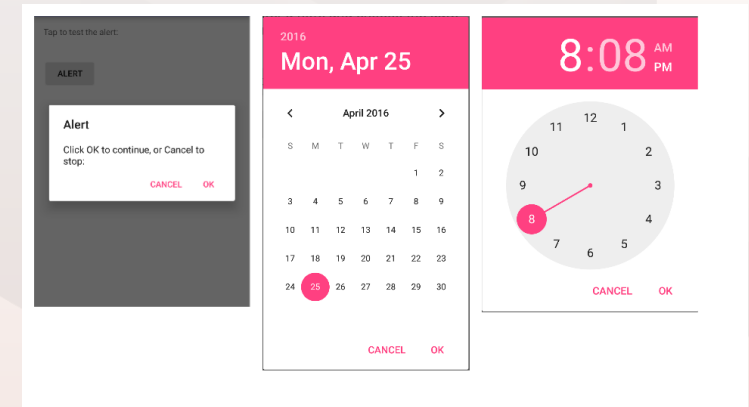 Tap to test the alert:
ALERT
Alert
Click OK to continue, or Cancel to
stop:
CANCEL OK
2016
Mon, Apr 25
April 2016
S M T W T F S
1 2
3 4 5 6 7 8 9
10 11 12 13 14 15 16
17 18 19 20 21 22 23
24 25 26 27 28 29 30
CANCEL OK
8:08 AM
PM
12
11 1
10 2
9 3
8 4
7 5
6
CANCEL OK